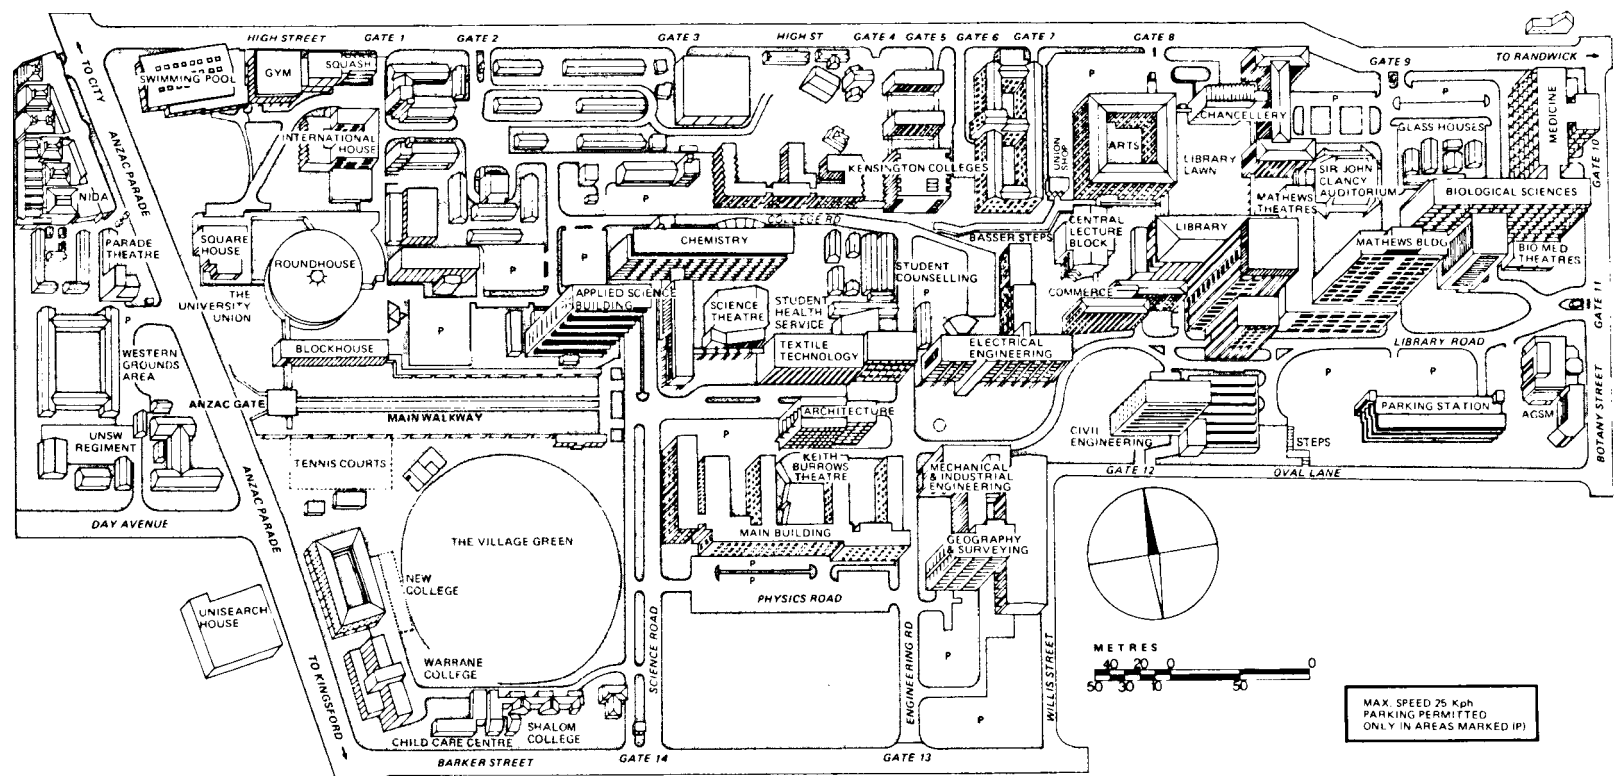 HIGH STREET
GATE 1
GATE 2
GATE 3
HIGH ST
GATE 4
GATE 5
GATE 6
GATE 7
GATE 8
GATE 9
TO RANDWICK
TO CITY
SWIMMING POOL
GYM
SQUASH
P
P
P
ANZAC PARADE
INTERNATIONAL
HOUSE
UNION
SHOP
ARTS
CHANCELLERY
GLASS HOUSES
MEDICINE
GATE 10
NIDA
KENSINGTON COLLEGES
P
LIBRARY
LAWN
SIR JOHN
CLANCY
AUDITORIUM
MATHEWS
THEATRES
BIOLOGICAL SCIENCES
COLLEGE RD
BASSER STEPS
CENTRAL
LECTURE
BLOCK
LIBRARY
MATHEWS BLDG
BIO MED
THEATRES
PARADE
THEATRE
SQUARE
HOUSE
ROUNDHOUSE
CHEMISTRY
P
P
STUDENT
COUNSELLING
P
COMMERCE
THE
UNIVERSITY
UNION
APPLIED SCIENCE
BUILDING
SCIENCE
THEATRE
STUDENT
HEALTH
SERVICE
GATE 11
P
P
WESTERN
GROUNDS
AREA
BLOCKHOUSE
TEXTILE
TECHNOLOGY
ELECTRICAL
ENGINEERING
LIBRARY ROAD
P
P
BOTANY STREET
ANZAC GATE
MAIN WALKWAY
ARCHITECTURE
PARKING STATION
AGSM
UNSW
REGIMENT
P
CIVIL
ENGINEERING
STEPS
TENNIS COURTS
KEITH
BURROWS
THEATRE
MECHANICAL
& INDUSTRIAL
ENGINEERING
GATE 12
OVAL LANE
ANZAC PARADE
DAY AVENUE
THE VILLAGE GREEN
MAIN BUILDING
GEOGRAPHY
& SURVEYING
P
P
NEW
COLLEGE
PHYSICS ROAD
UNISEARCH
HOUSE
SCIENCE ROAD
ENGINEERING RD
WILLIS STREET
P
WARRANE
COLLEGE
TO KINGSFORD
METRES
40 20 0 0
50 30 10 50
P
SHALOM
COLLEGE
CHILD CARE CENTRE
BARKER STREET
GATE 14
GATE 13
MAX. SPEED 25 Kph
PARKING PERMITTED
ONLY IN AREAS MARKED (P)